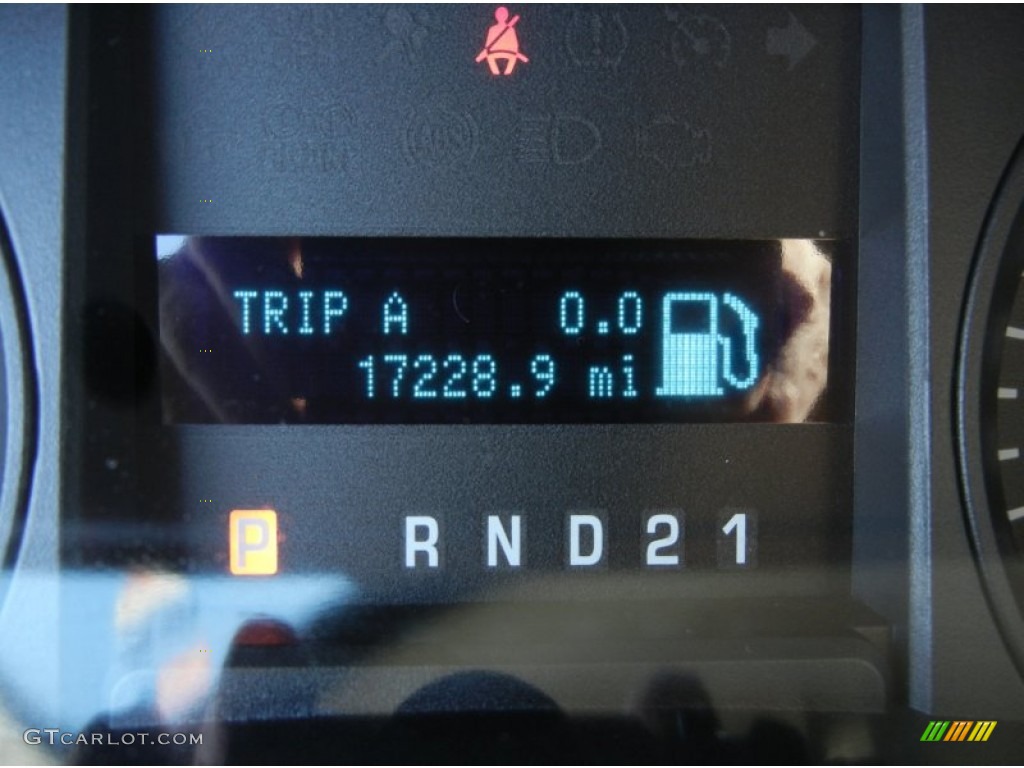 TRIP A 0.0
17228.9 mi
P R N D 2 1
GTCARLOT.COM